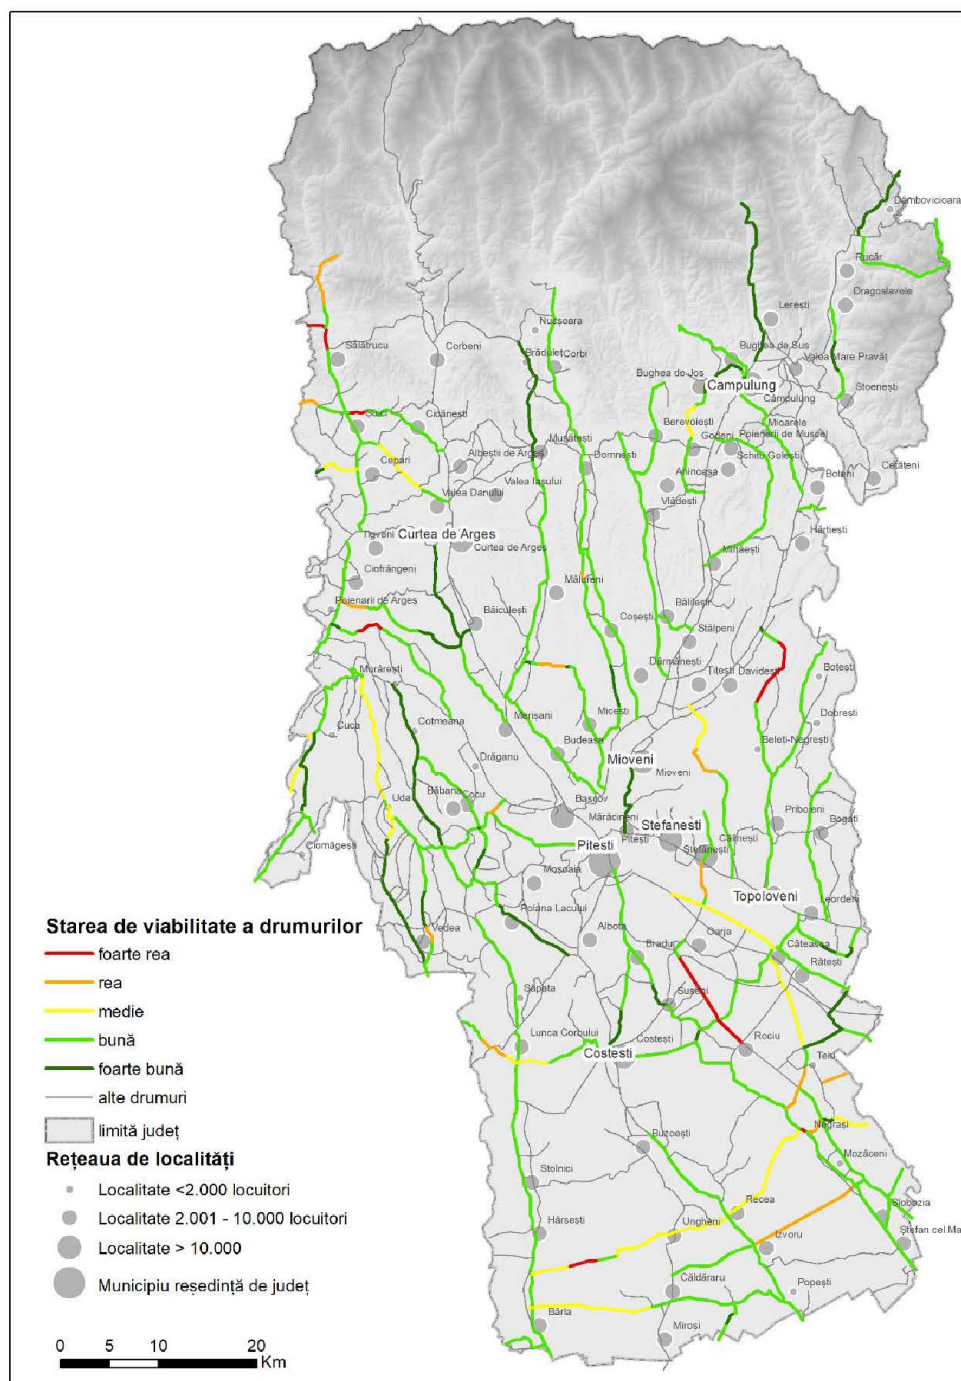 Dâmbovicioara
Rucăr
Dragoslavele
Lerești
Nucșoara
Sălătrucu
Corbeni
Brăduleț
Corbi
Bughea de Sus
Valea Mare Pravăț
Bughea de Jos
Campulung
Câmpulung
Stoenești
Cicănești
Mioarele
Berevoiești
Godeni
Poienarii de Muscel
Mușătești
Domnești
Albeștii de Argeș
Schitu Golești
Cepari
Aninoasa
Boteni
Cetățeni
Valea Iașului
Valea Danului
Vlădești
Hârtiești
Curtea de Arges
Curtea de Argeș
Mihăești
Ciofrângeni
Mălureni
Poienarii de Argeș
Băiculești
Bălilești
Coșești
Stâlpeni
Dârmănești
Țițești
Davidești
Boțești
Morărești
Dobrești
Cuca
Cotmeana
Merișani
Micești
Beleți-Negrești
Budeasa
Drăganu
Mioveni
Mioveni
Băbana
Cocu
Uda
Bascov
Mărăcineni
Stefanesti
Priboieni
Bogați
Pitești
Călinești
Ștefănești
Pitesti
Ciomăgești
Moșoaia
Topoloveni
Leordeni
Poiana Lacului
Vedea
Albota
Oarja
Bradu
Căteasca
Rătești
Suseni
Săpata
Lunca Corbului
Costești
Costesti
Rociu
Teiu
Negrași
Buzoești
Mozăceni
Stolnici
Recea
Slobozia
Hârsești
Ungheni
Izvoru
Ștefan cel Ma
Căldăraru
Popești
Bârla
Miroși
Starea de viabilitate a drumurilor
foarte rea
rea
medie
bună
foarte bună
alte drumuri
limită județ
Rețeaua de localități
Localitate <2.000 locuitori
Localitate 2.001 - 10.000 locuitori
Localitate > 10.000
Municipiu reședință de județ
0 5 10 20
Km